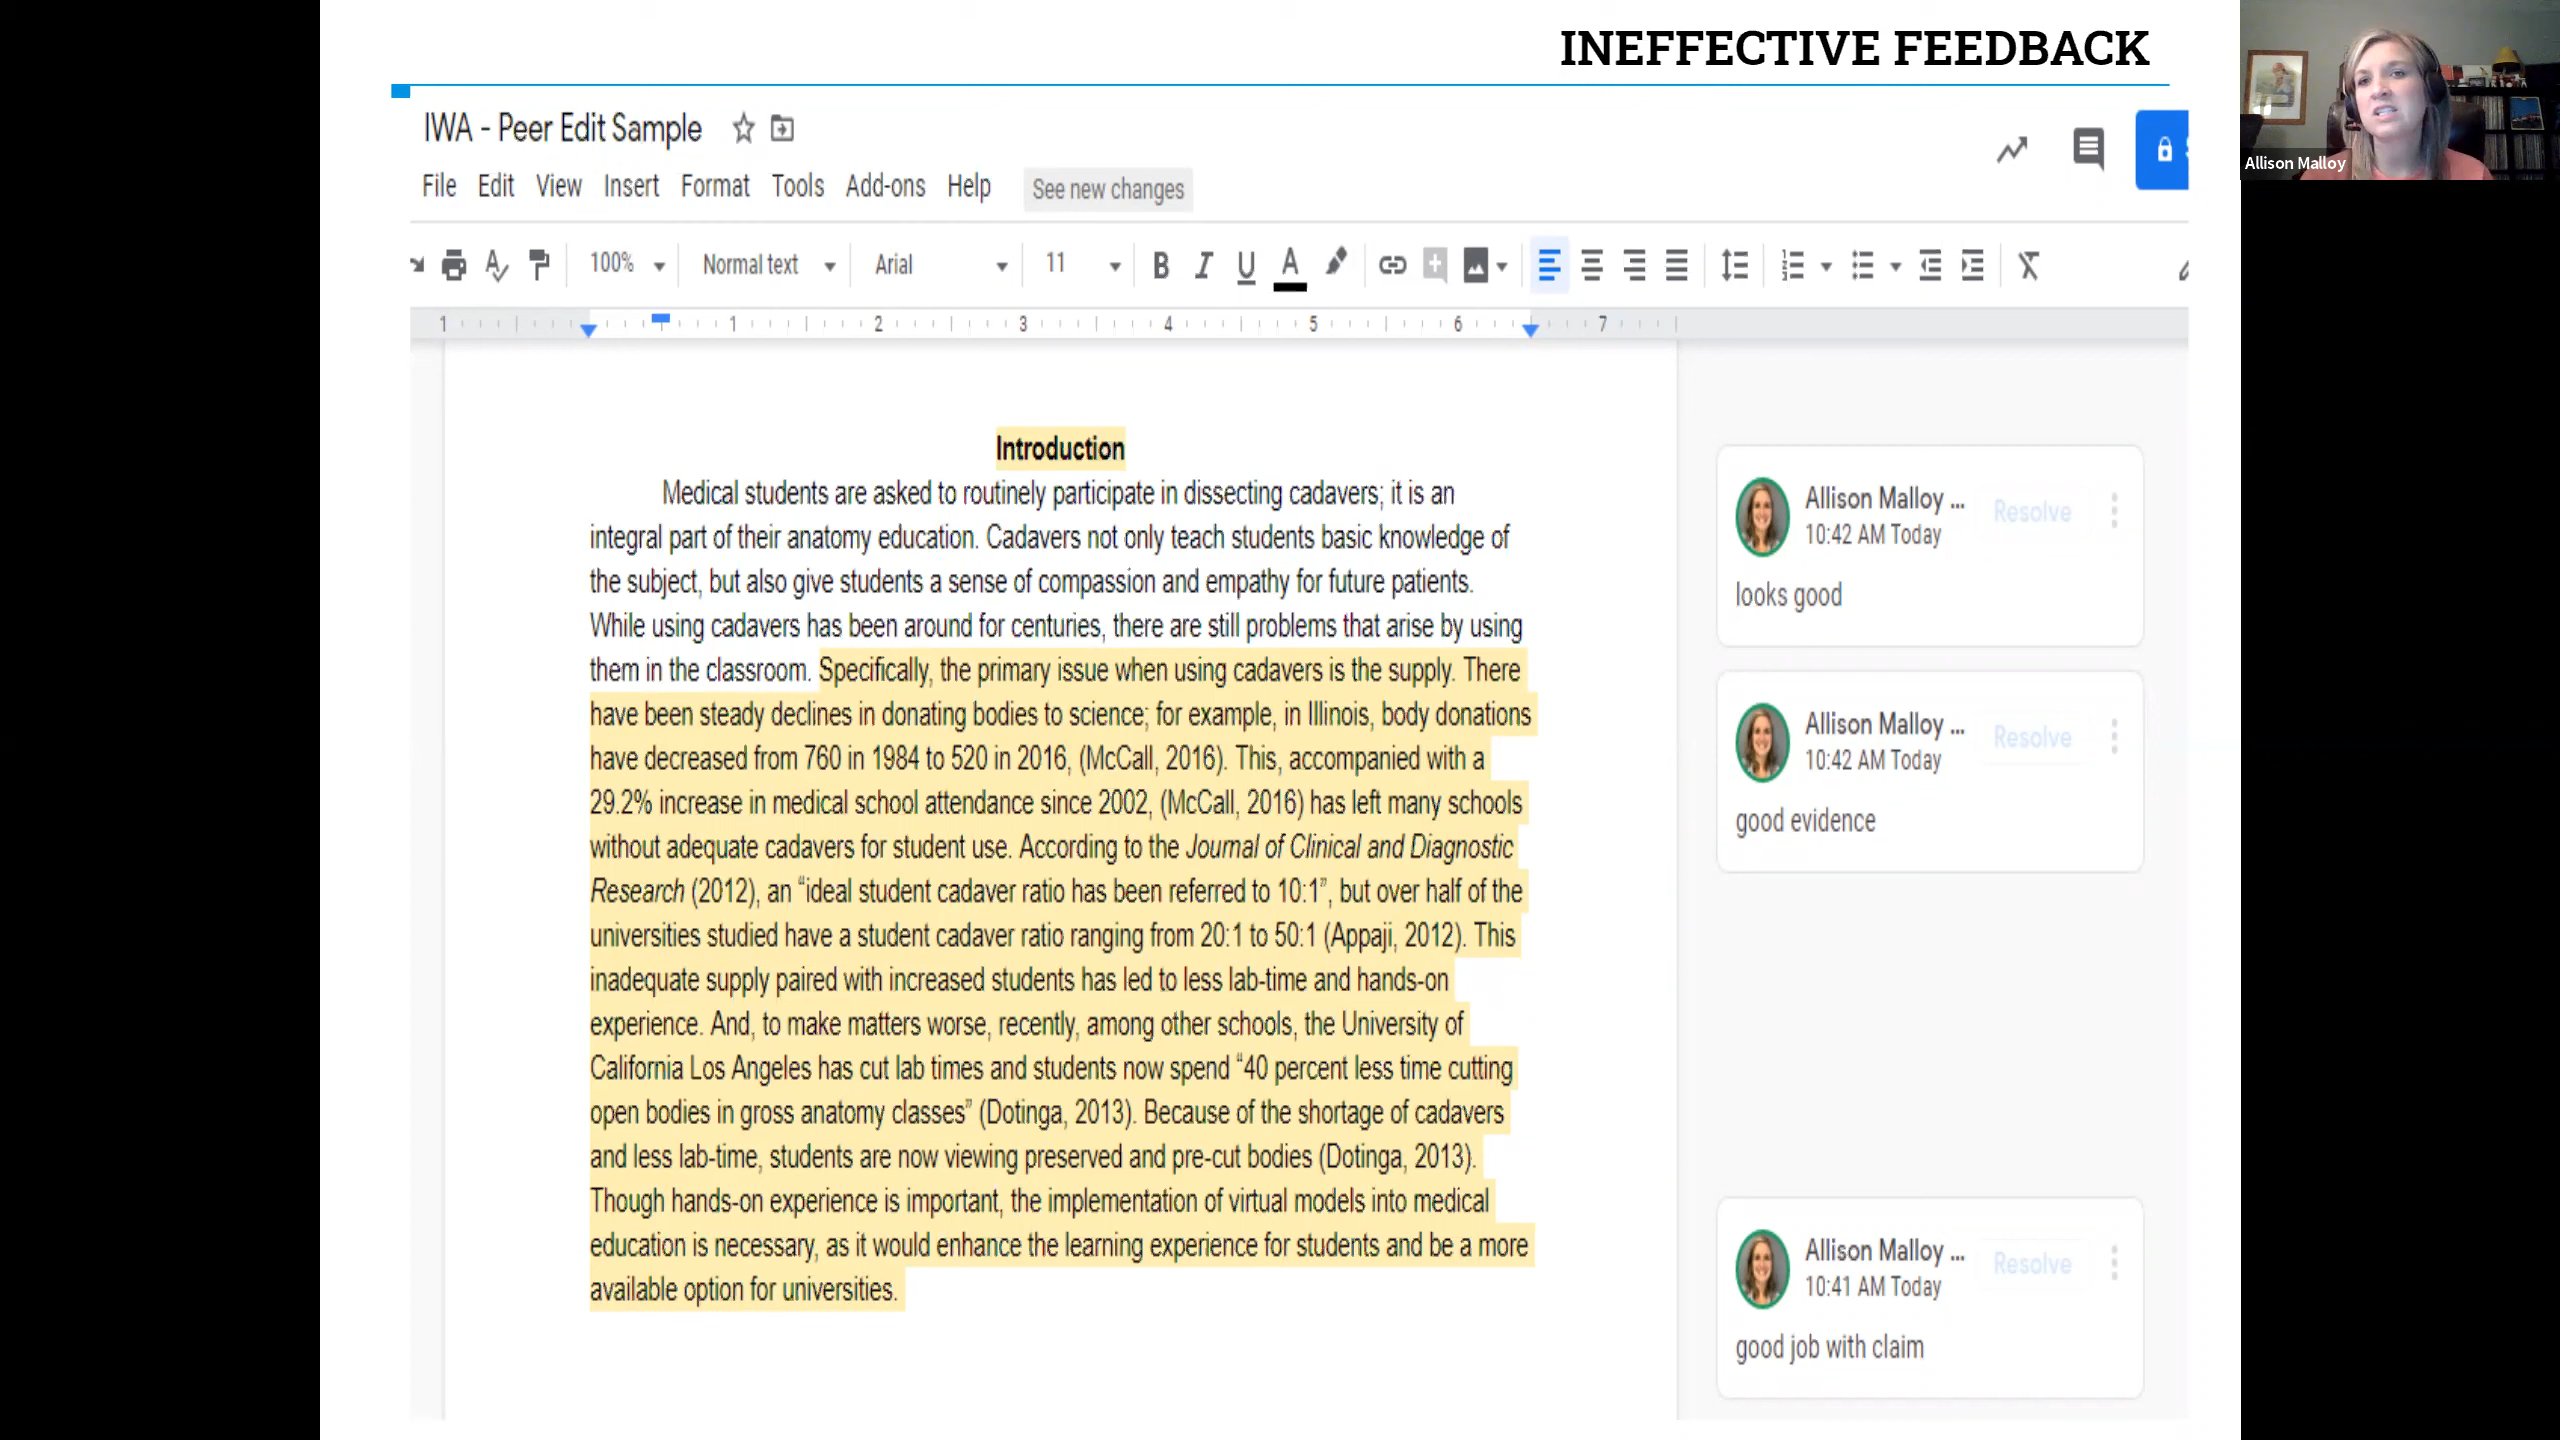 INEFFECTIVE FEEDBACK
Allison Malloy
IWA - Peer Edit Sample
File Edit View Insert Format Tools Add-ons Help See new changes
100% Normal text Arial 11 B I U A
1 1 2 3 4 5 6 7
Introduction
Medical students are asked to routinely participate in dissecting cadavers; it is an
integral part of their anatomy education. Cadavers not only teach students basic knowledge of
the subject, but also give students a sense of compassion and empathy for future patients.
While using cadavers has been around for centuries, there are still problems that arise by using
them in the classroom. Specifically, the primary issue when using cadavers is the supply. There
have been steady declines in donating bodies to science; for example, in Illinois, body donations
have decreased from 760 in 1984 to 520 in 2016, (McCall, 2016). This, accompanied with a
29.2% increase in medical school attendance since 2002, (McCall, 2016) has left many schools
without adequate cadavers for student use. According to the Journal of Clinical and Diagnostic
Research (2012), an “ideal student cadaver ratio has been referred to 10:1”, but over half of the
universities studied have a student cadaver ratio ranging from 20:1 to 50:1 (Appaji, 2012). This
inadequate supply paired with increased students has led to less lab-time and hands-on
experience. And, to make matters worse, recently, among other schools, the University of
California Los Angeles has cut lab times and students now spend “40 percent less time cutting
open bodies in gross anatomy classes” (Dotinga, 2013). Because of the shortage of cadavers
and less lab-time, students are now viewing preserved and pre-cut bodies (Dotinga, 2013).
Though hands-on experience is important, the implementation of virtual models into medical
education is necessary, as it would enhance the learning experience for students and be a more
available option for universities.
Allison Malloy ... Resolve
10:42 AM Today
looks good
Allison Malloy ... Resolve
10:42 AM Today
good evidence
Allison Malloy ... Resolve
10:41 AM Today
good job with claim